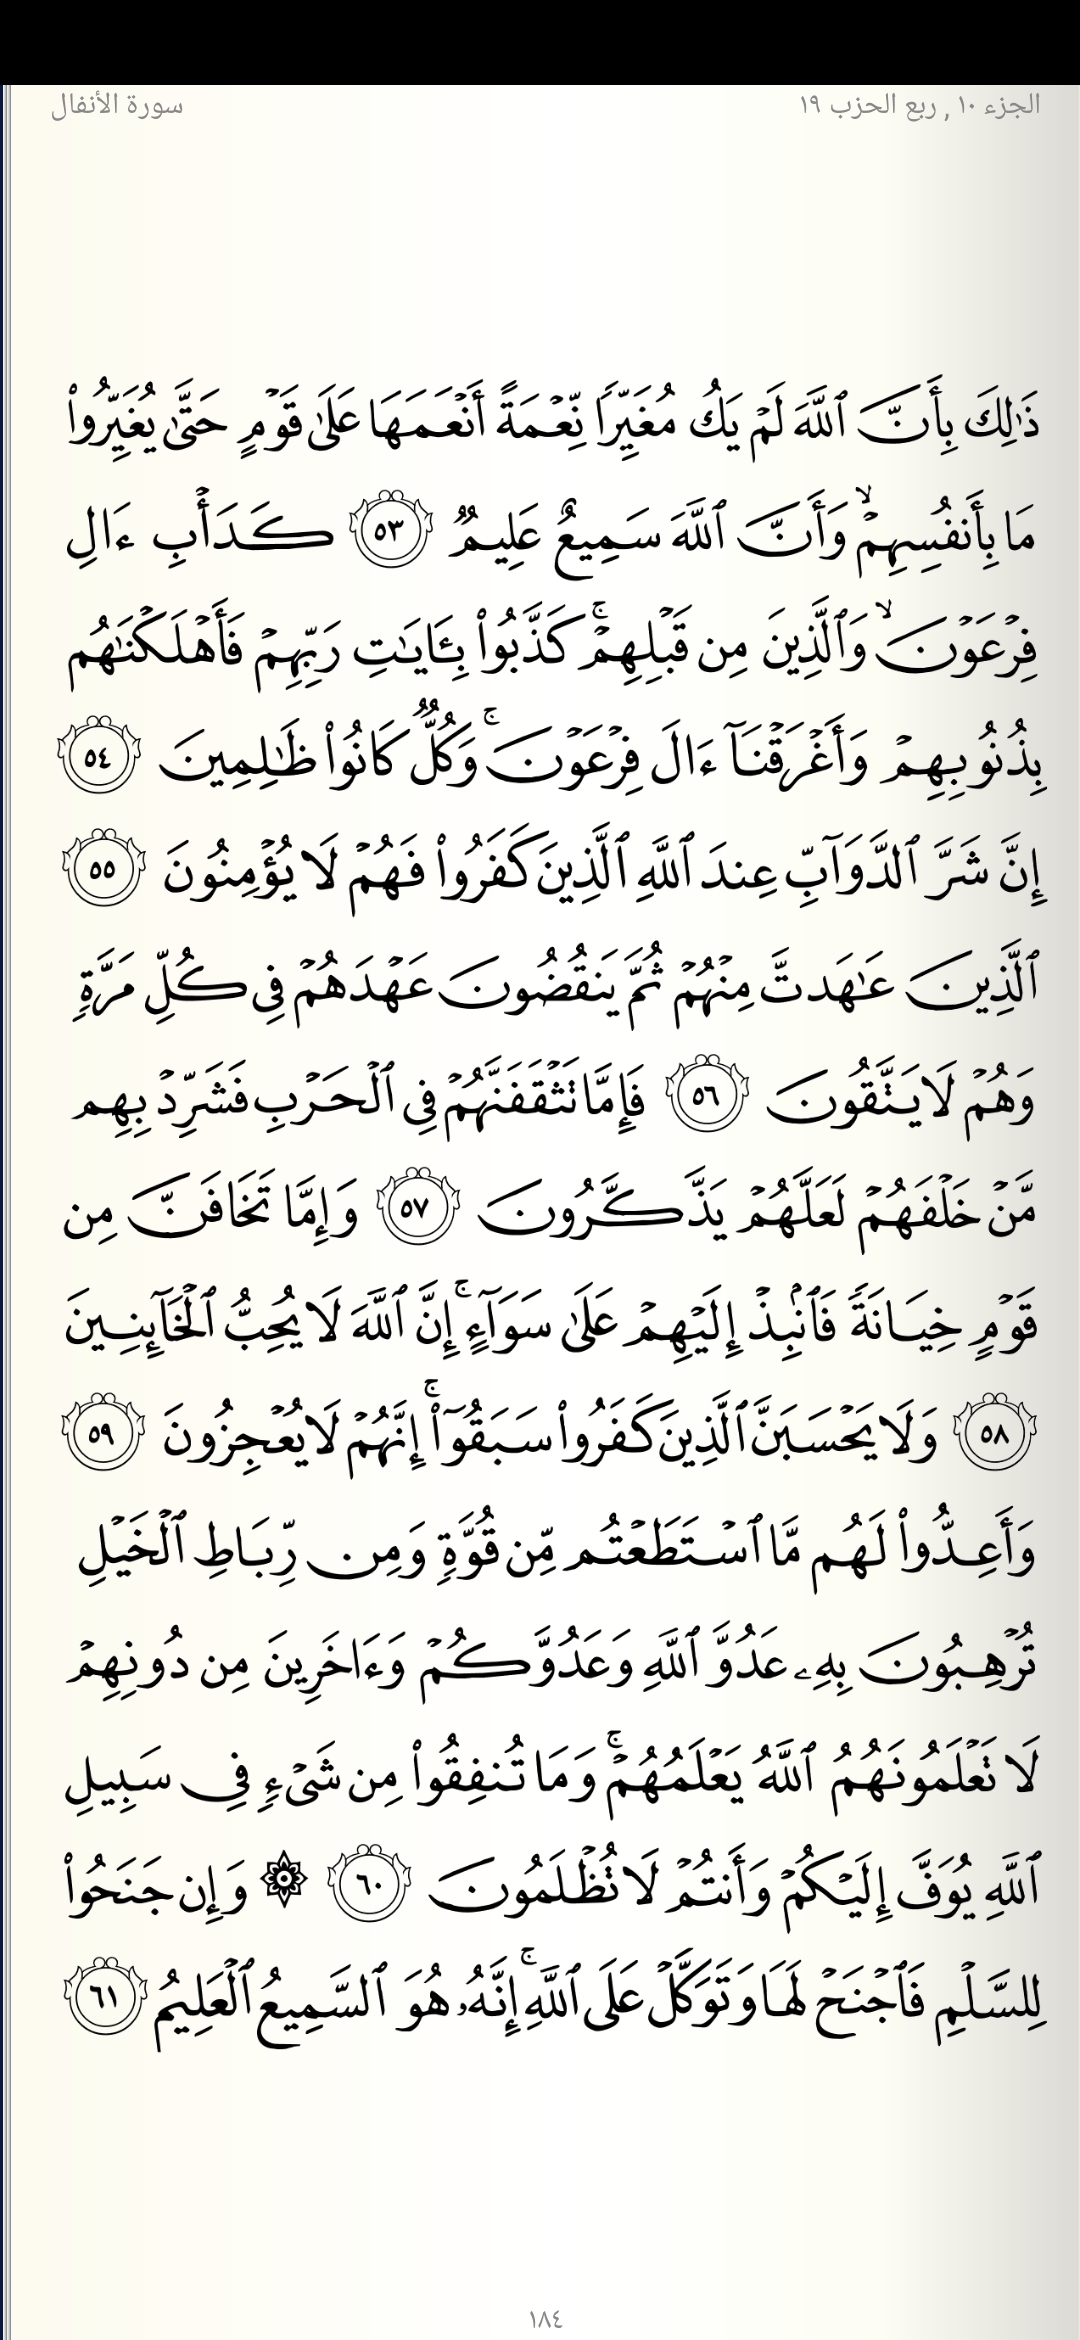 الجزء ١٠ , ربع الحزب ١٩
سورة الأنفال
ذَٰلِكَ بِأَنَّ ٱللَّهَ لَمْ يَكُ مُغَيِّرًا نِّعْمَةً أَنْعَمَهَا عَلَىٰ قَوْمٍ حَتَّىٰ يُغَيِّرُوا۟
مَا بِأَنفُسِهِمْ ۙ وَأَنَّ ٱللَّهَ سَمِيعٌ عَلِيمٌ ٥٣ كَدَأْبِ ءَالِ
فِرْعَوْنَ ۙ وَٱلَّذِينَ مِن قَبْلِهِمْ ۚ كَذَّبُوا۟ بِـَٔايَـٰتِ رَبِّهِمْ فَأَهْلَكْنَـٰهُم
بِذُنُوبِهِمْ وَأَغْرَقْنَآ ءَالَ فِرْعَوْنَ ۚ وَكُلٌّ كَانُوا۟ ظَـٰلِمِينَ ٥٤
إِنَّ شَرَّ ٱلدَّوَآبِّ عِندَ ٱللَّهِ ٱلَّذِينَ كَفَرُوا۟ فَهُمْ لَا يُؤْمِنُونَ ٥٥
ٱلَّذِينَ عَـٰهَدتَّ مِنْهُمْ ثُمَّ يَنقُضُونَ عَهْدَهُمْ فِى كُلِّ مَرَّةٍ
وَهُمْ لَا يَتَّقُونَ ٥٦ فَإِمَّا تَثْقَفَنَّهُمْ فِى ٱلْحَرْبِ فَشَرِّدْ بِهِم
مَّنْ خَلْفَهُمْ لَعَلَّهُمْ يَذَّكَّرُونَ ٥٧ وَإِمَّا تَخَافَنَّ مِن
قَوْمٍ خِيَانَةً فَٱنۢبِذْ إِلَيْهِمْ عَلَىٰ سَوَآءٍ ۚ إِنَّ ٱللَّهَ لَا يُحِبُّ ٱلْخَآئِنِينَ
٥٨ وَلَا يَحْسَبَنَّ ٱلَّذِينَ كَفَرُوا۟ سَبَقُوٓا۟ ۚ إِنَّهُمْ لَا يُعْجِزُونَ ٥٩
وَأَعِدُّوا۟ لَهُم مَّا ٱسْتَطَعْتُم مِّن قُوَّةٍ وَمِن رِّبَاطِ ٱلْخَيْلِ
تُرْهِبُونَ بِهِۦ عَدُوَّ ٱللَّهِ وَعَدُوَّكُمْ وَءَاخَرِينَ مِن دُونِهِمْ
لَا تَعْلَمُونَهُمُ ٱللَّهُ يَعْلَمُهُمْ ۚ وَمَا تُنفِقُوا۟ مِن شَىْءٍ فِى سَبِيلِ
ٱللَّهِ يُوَفَّ إِلَيْكُمْ وَأَنتُمْ لَا تُظْلَمُونَ ٦٠ ۞ وَإِن جَنَحُوا۟
لِلسَّلْمِ فَٱجْنَحْ لَهَا وَتَوَكَّلْ عَلَى ٱللَّهِ ۚ إِنَّهُۥ هُوَ ٱلسَّمِيعُ ٱلْعَلِيمُ ٦١
١٨٤